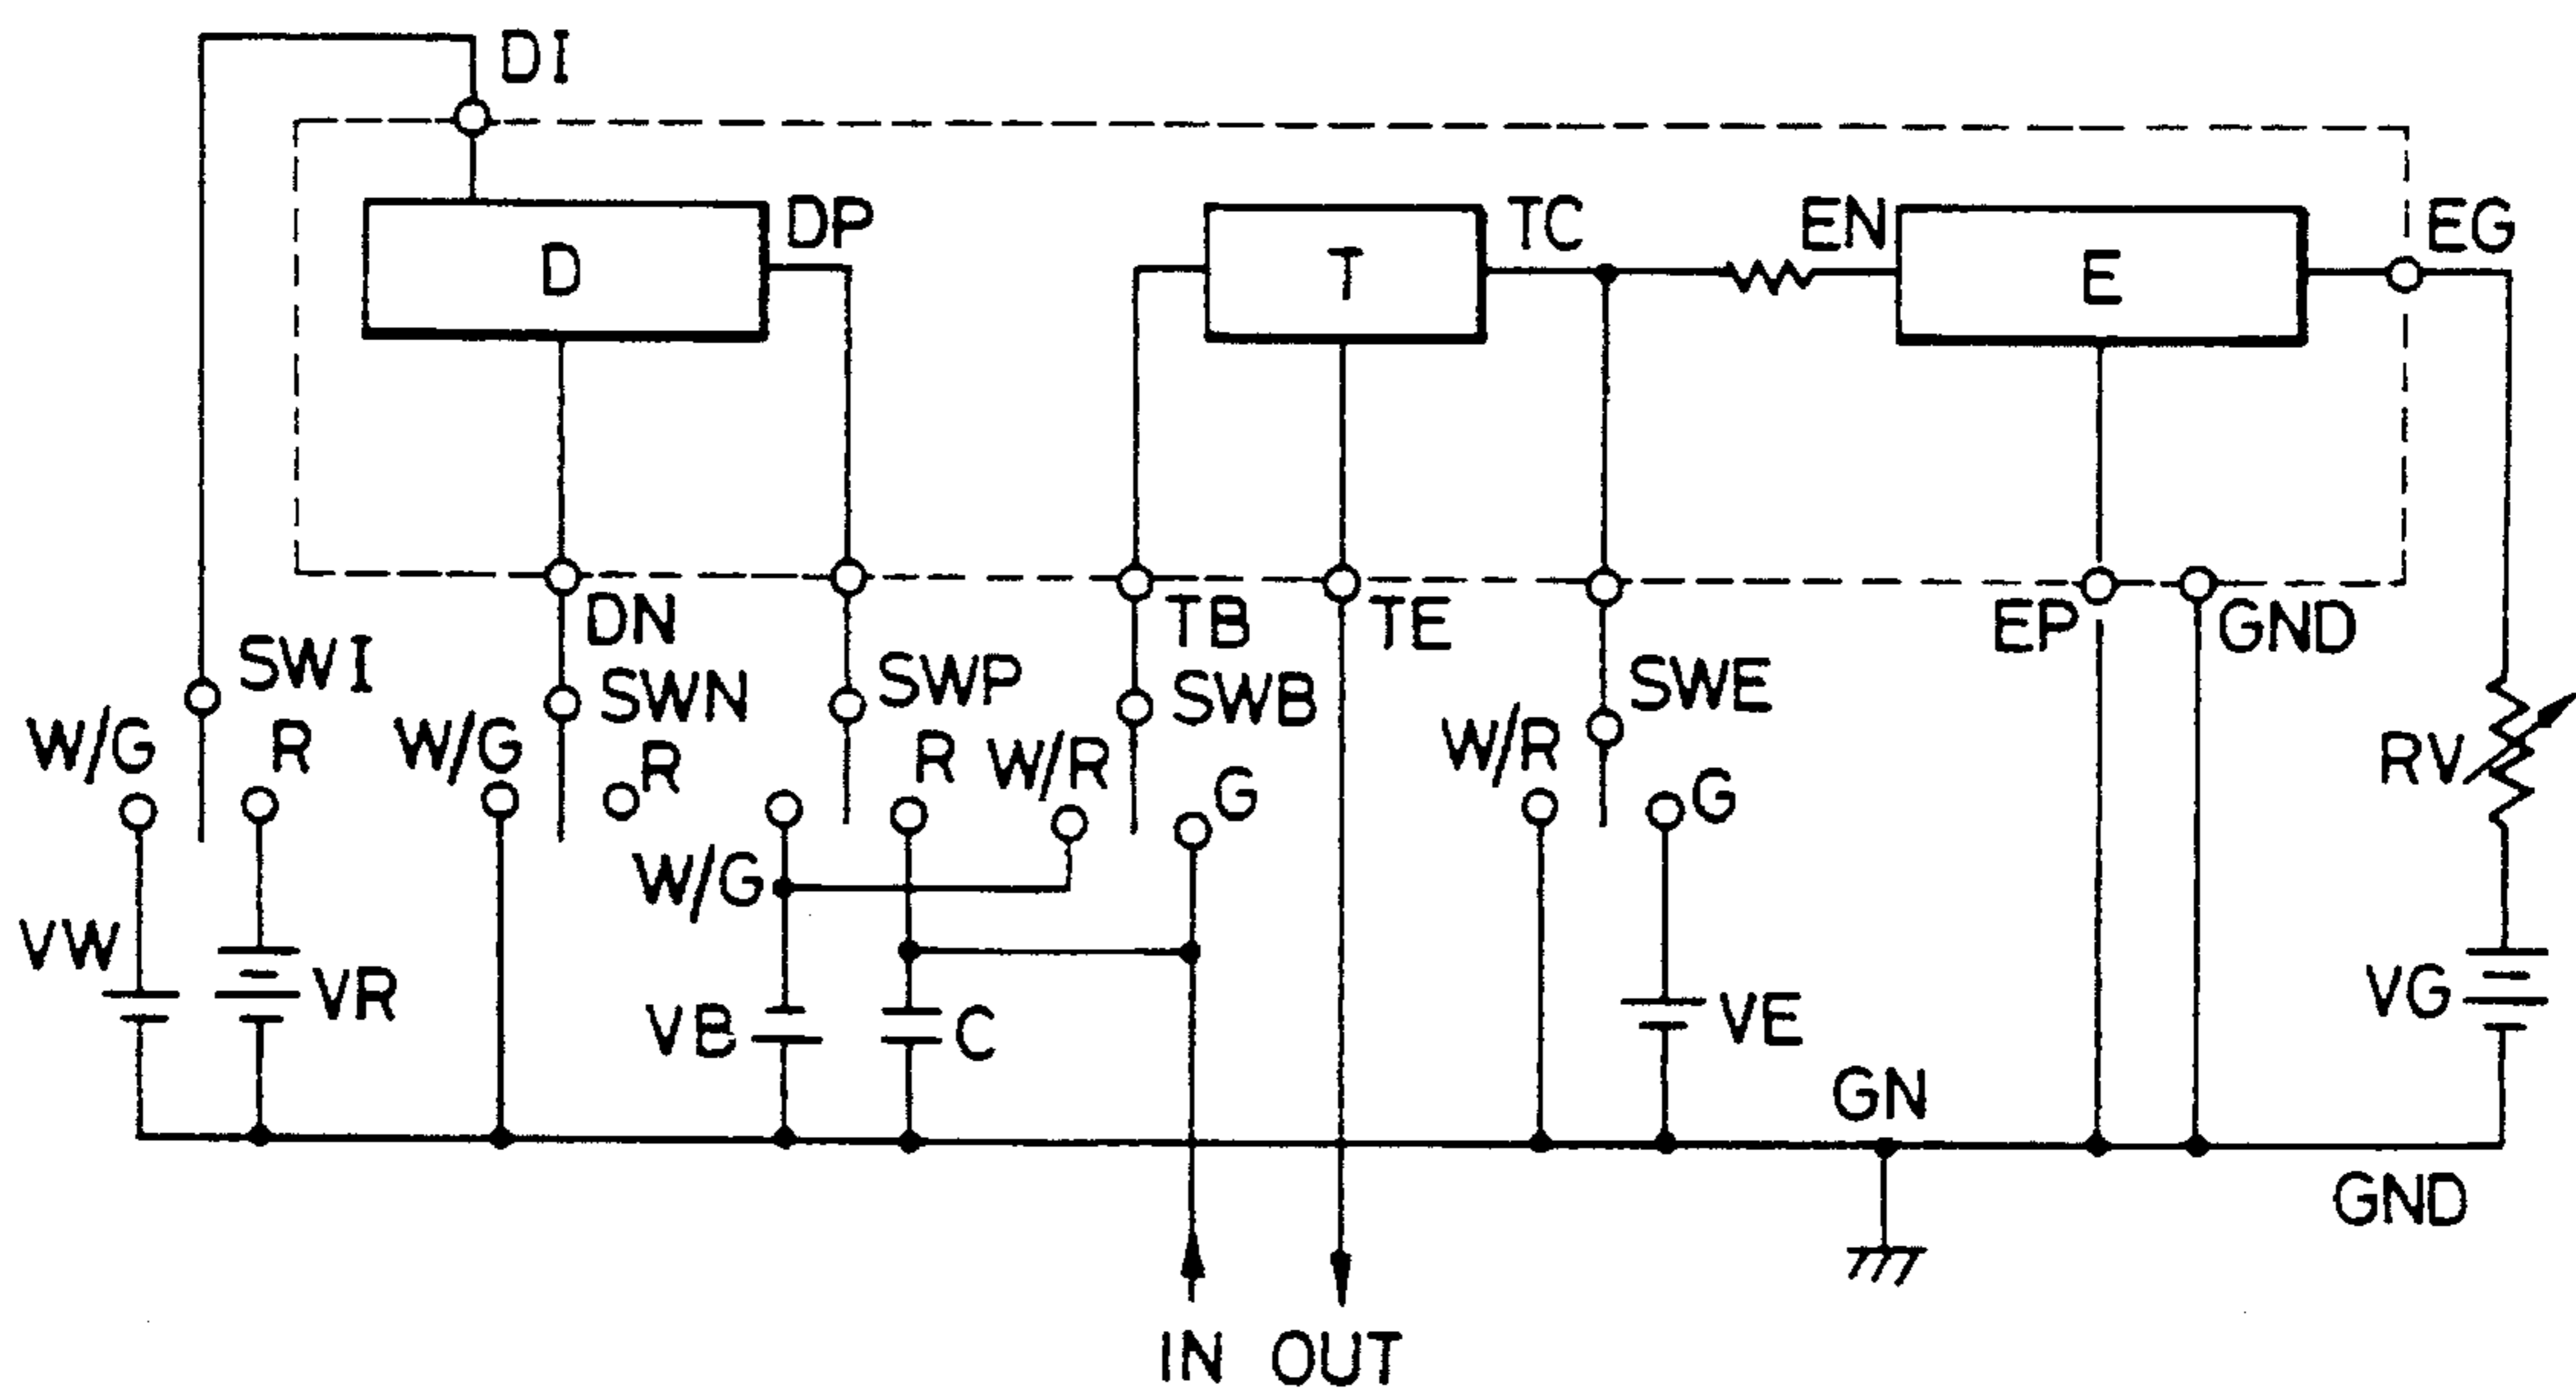 DI
DP
TC
EN
EG
D
T
E
DN
TB
TE
EP
GND
SWI
SWN
SWP
SWB
SWE
W/G
R
W/G
R
R
W/R
G
W/R
G
RV
W/G
VW
VR
VB
C
VE
VG
GN
GND
IN
OUT